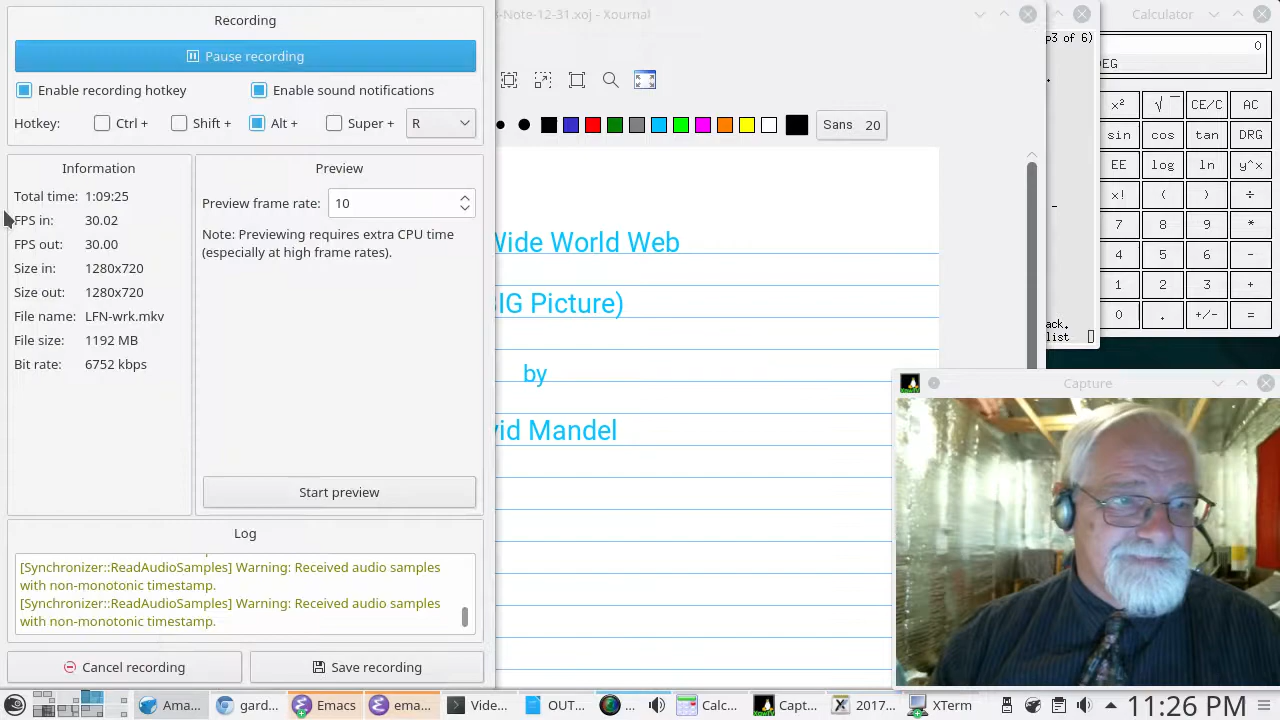 Recording
Pause recording
Enable recording hotkey
Enable sound notifications
Hotkey:
Ctrl +
Shift +
Alt +
Super +
R
Information
Total time: 1:09:25
FPS in: 30.02
FPS out: 30.00
Size in: 1280x720
Size out: 1280x720
File name: LFN-wrk.mkv
File size: 1192 MB
Bit rate: 6752 kbps
Preview
Preview frame rate: 10
Note: Previewing requires extra CPU time
(especially at high frame rates).
Start preview
Log
[Synchronizer::ReadAudioSamples] Warning: Received audio samples
with non-monotonic timestamp.
[Synchronizer::ReadAudioSamples] Warning: Received audio samples
with non-monotonic timestamp.
Cancel recording
Save recording
-Note-12-31.xoj - Xournal
Sans 20
Wide World Web
IG Picture)
by
vid Mandel
p3 of 6)
ack.
list
Calculator
0
DEG
x² √ CE/C AC
sin cos tan DRG
EE log ln y^x
x! ( ) ÷
7 8 9 *
4 5 6 -
1 2 3 +
0 . +/- =
Capture
Ama...
gard...
Emacs
ema...
Vide...
OUT...
...
Calc...
Capt...
2017...
XTerm
11:26 PM